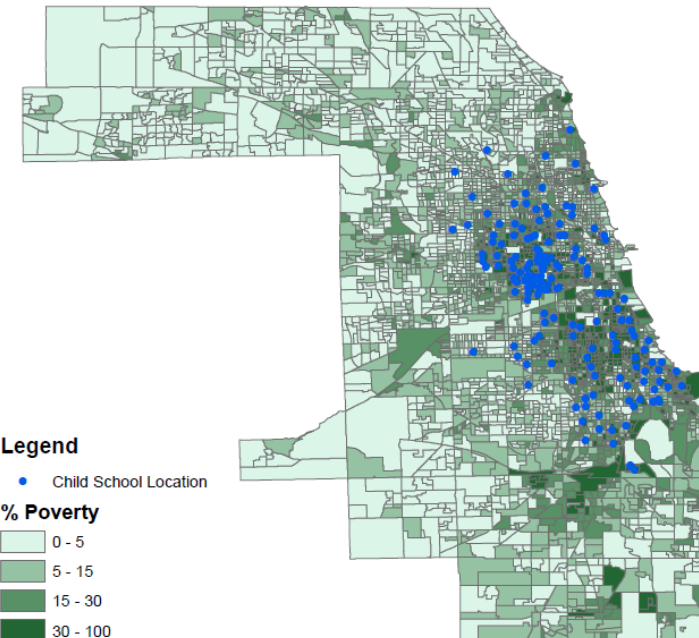 Legend
Child School Location
% Poverty
0 - 5
5 - 15
15 - 30
30 - 100